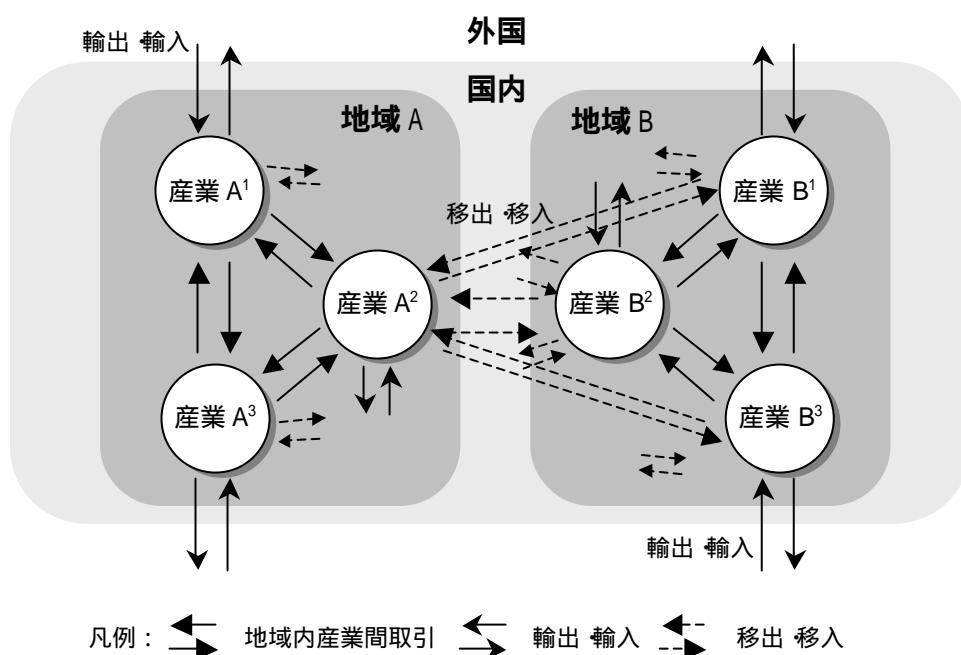 外国
輸出・輸入
国内
地域 A
地域 B
産業 A¹
産業 B¹
移出・移入
産業 A²
産業 B²
産業 A³
産業 B³
輸出・輸入
凡例： 地域内産業間取引 輸出・輸入 移出・移入